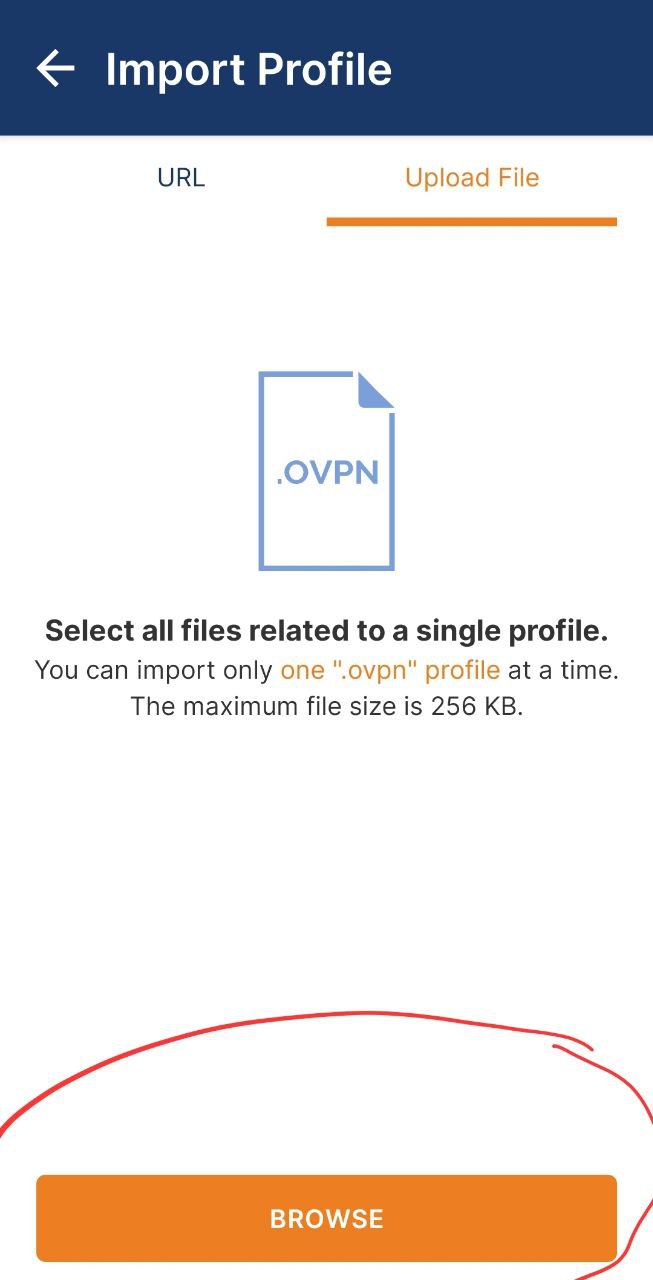 Import Profile
URL
Upload File
.OVPN
Select all files related to a single profile.
You can import only one ".ovpn" profile at a time.
The maximum file size is 256 KB.
BROWSE